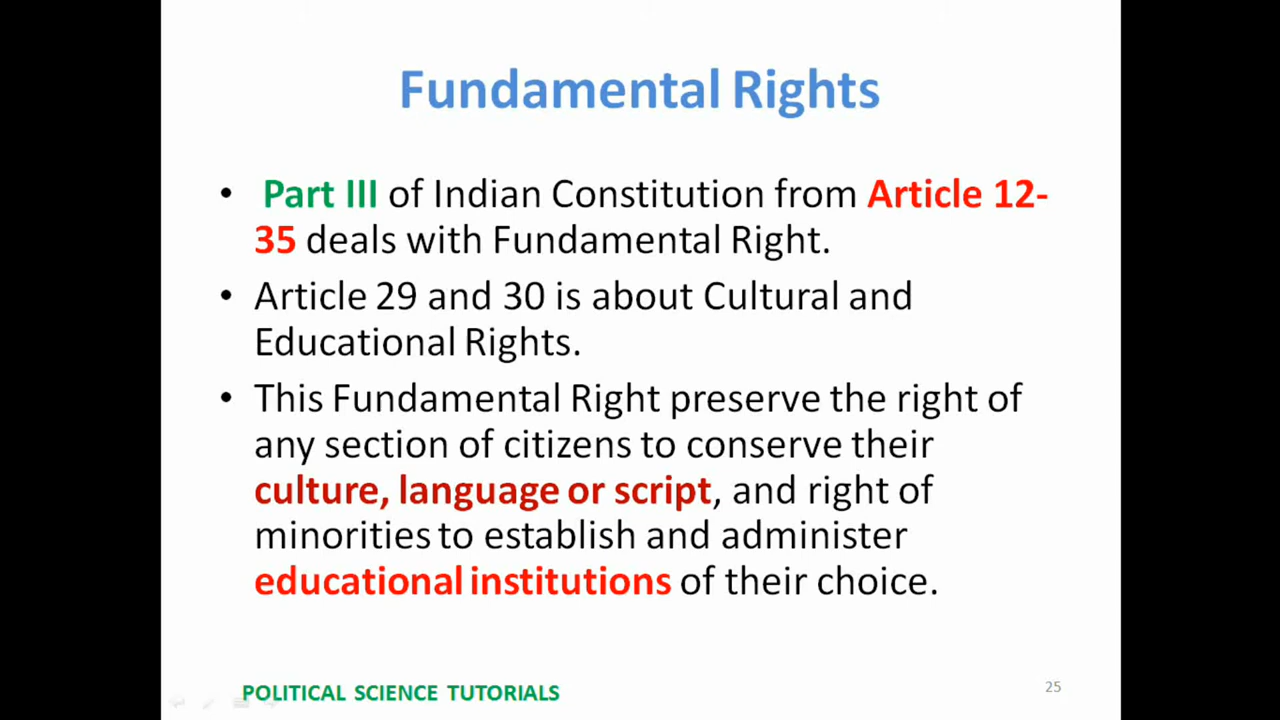 Fundamental Rights
• Part III of Indian Constitution from Article 12-
35 deals with Fundamental Right.
• Article 29 and 30 is about Cultural and
Educational Rights.
• This Fundamental Right preserve the right of
any section of citizens to conserve their
culture, language or script, and right of
minorities to establish and administer
educational institutions of their choice.
POLITICAL SCIENCE TUTORIALS
25